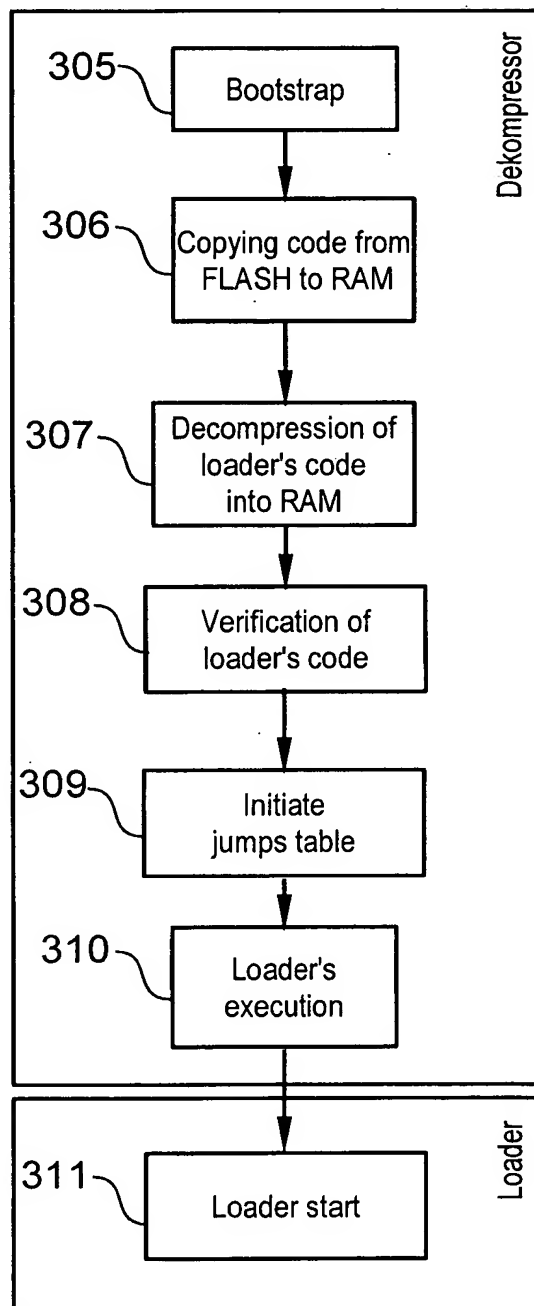 305
Bootstrap
Dekompressor
306
Copying code from
FLASH to RAM
307
Decompression of
loader's code
into RAM
308
Verification of
loader's code
309
Initiate
jumps table
310
Loader's
execution
Loader
311
Loader start